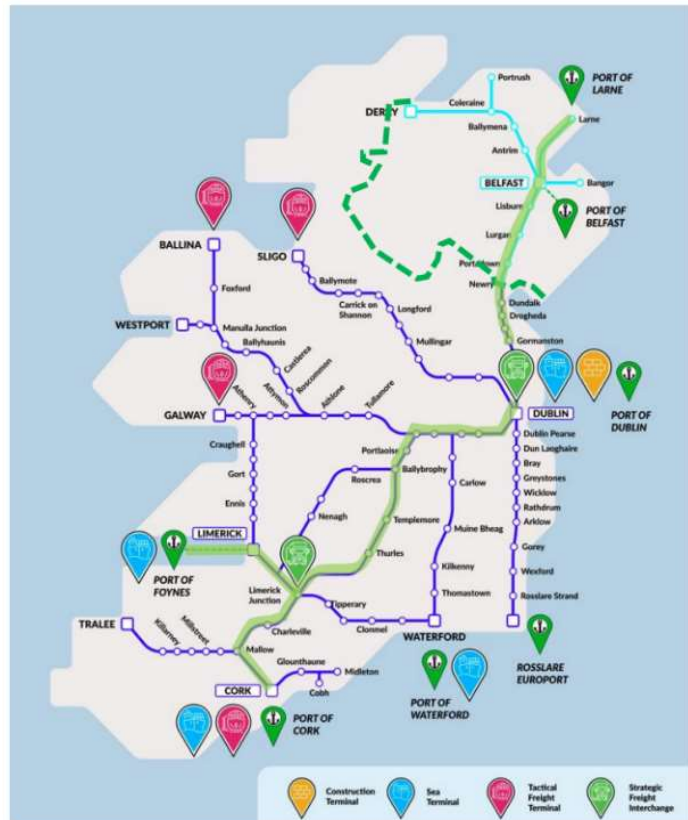 Portrush
PORT OF
LARNE
DERRY
Coleraine
Larne
Ballymena
Antrim
BELFAST
Bangor
PORT OF
BELFAST
Lisburn
Lurgan
Portadown
Newry
Dundalk
Drogheda
Gormanston
BALLINA
SLIGO
Foxford
Ballymote
Carrick on
Shannon
Longford
Mullingar
WESTPORT
Manulla Junction
Ballyhaunis
Castlerea
Roscommon
GALWAY
Athenry
Attymon
Athlone
Tullamore
DUBLIN
PORT OF
DUBLIN
Dublin Pearse
Dun Laoghaire
Bray
Greystones
Wicklow
Rathdrum
Arklow
Gorey
Wexford
Rosslare Strand
ROSSLARE
EUROPORT
Craughell
Gort
Ennis
Portlaoise
Ballybrophy
Roscrea
Nenagh
Templemore
Thurles
Carlow
Muine Bheag
Kilkenny
Thomastown
WATERFORD
PORT OF
WATERFORD
LIMERICK
PORT OF
FOYNES
Limerick
Junction
Tipperary
Clonmel
Charleville
TRALEE
Killarney
Millstreet
Mallow
CORK
Glounthaune
Midleton
Cobh
PORT OF
CORK
Construction
Terminal
Sea
Terminal
Tactical
Freight
Terminal
Strategic
Freight
Interchange